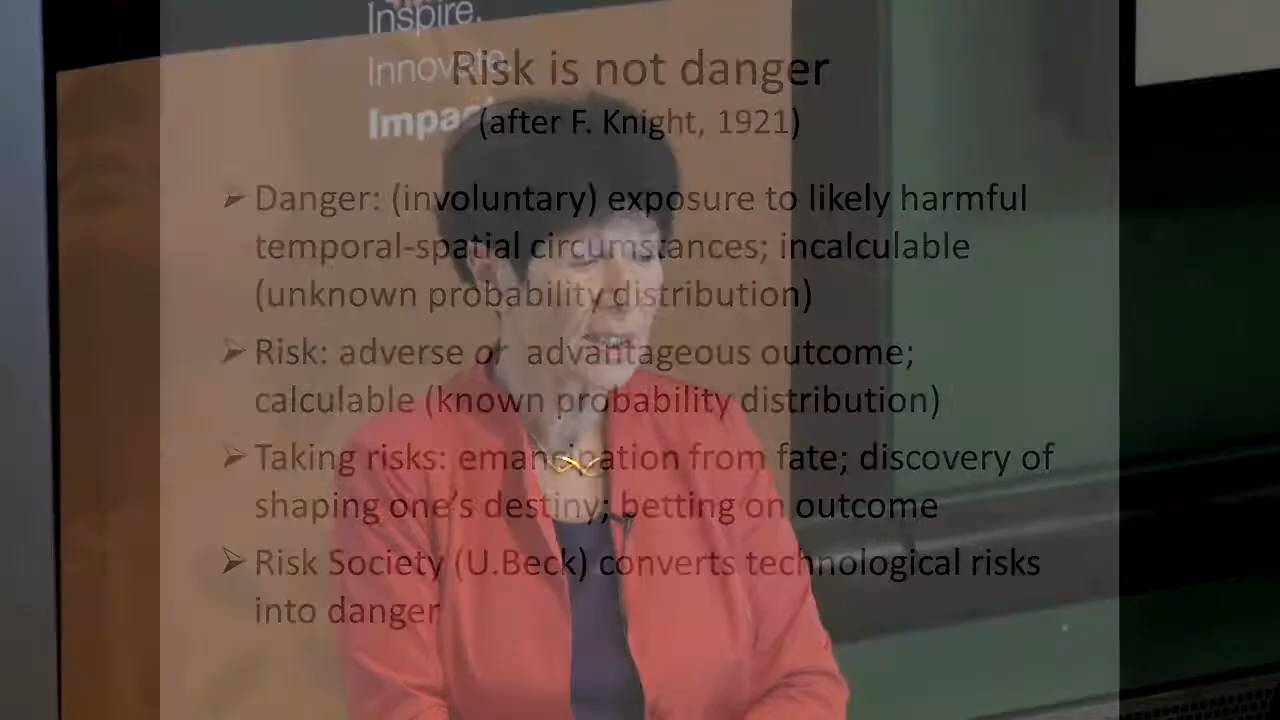 Inspire.
Innovate.
Impact
Risk is not danger
(after F. Knight, 1921)
Danger: (involuntary) exposure to likely harmful
temporal-spatial circumstances; incalculable
(unknown probability distribution)
Risk: adverse or advantageous outcome;
calculable (known probability distribution)
Taking risks: emancipation from fate; discovery of
shaping one's destiny; betting on outcome
Risk Society (U.Beck) converts technological risks
into danger